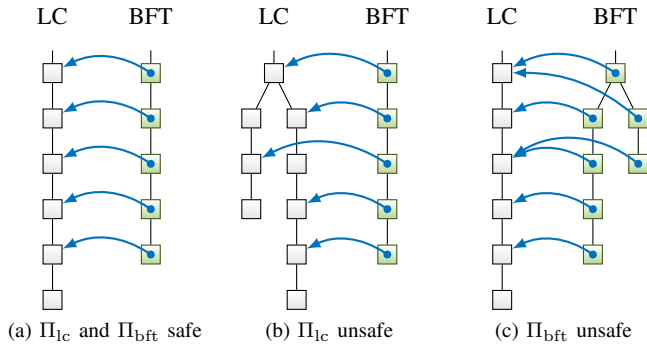 LC BFT LC BFT LC BFT
(a) Π_lc and Π_bft safe (b) Π_lc unsafe (c) Π_bft unsafe